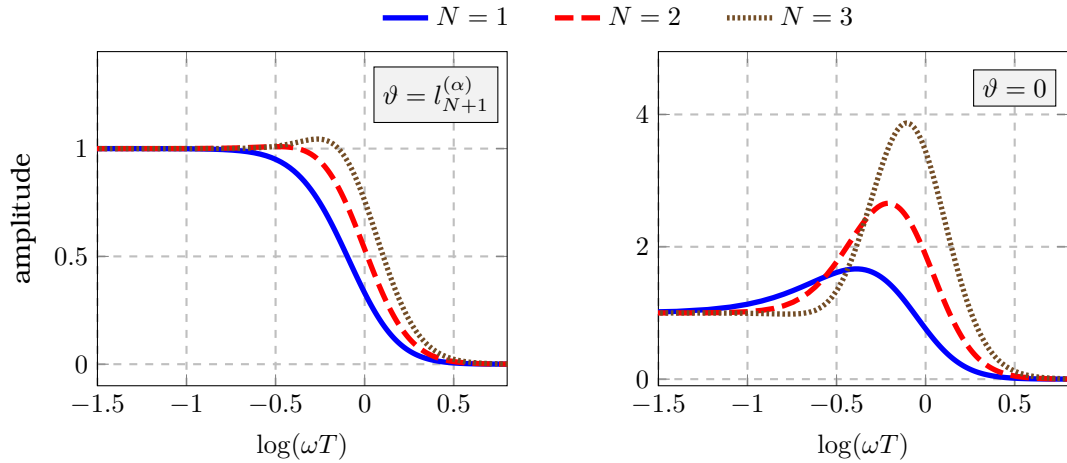 N = 1 N = 2 N = 3
amplitude
1
0.5
0
ϑ = l_{N+1}^{(α)}
−1.5 −1 −0.5 0 0.5
log(ωT)
4
2
0
ϑ = 0
−1.5 −1 −0.5 0 0.5
log(ωT)